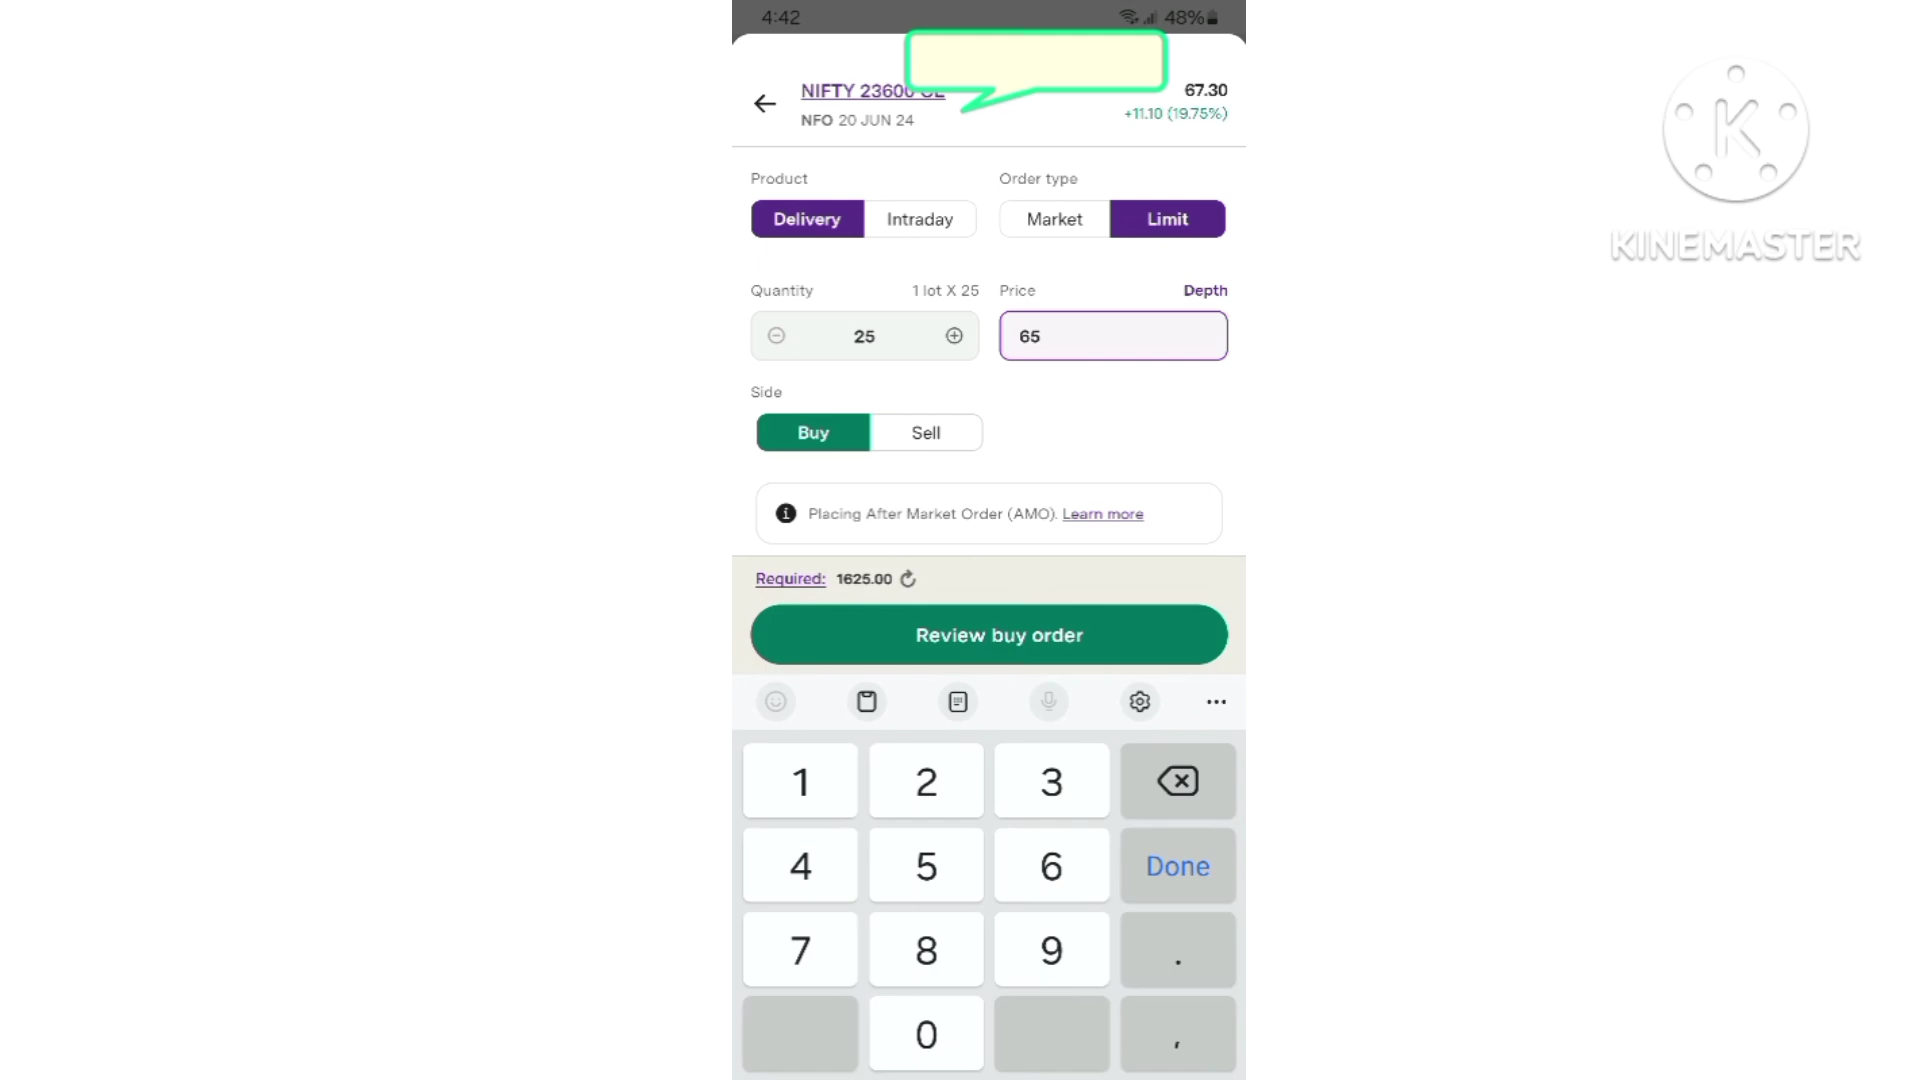 4:42
48%
NIFTY 23600 CE
67.30
NFO 20 JUN 24
+11.10 (19.75%)
Product
Order type
Delivery
Intraday
Market
Limit
Quantity
1 lot X 25
Price
Depth
25
65
Side
Buy
Sell
Placing After Market Order (AMO). Learn more
Required: 1625.00
Review buy order
1
2
3
4
5
6
Done
7
8
9
.
0
,
K
KINEMASTER